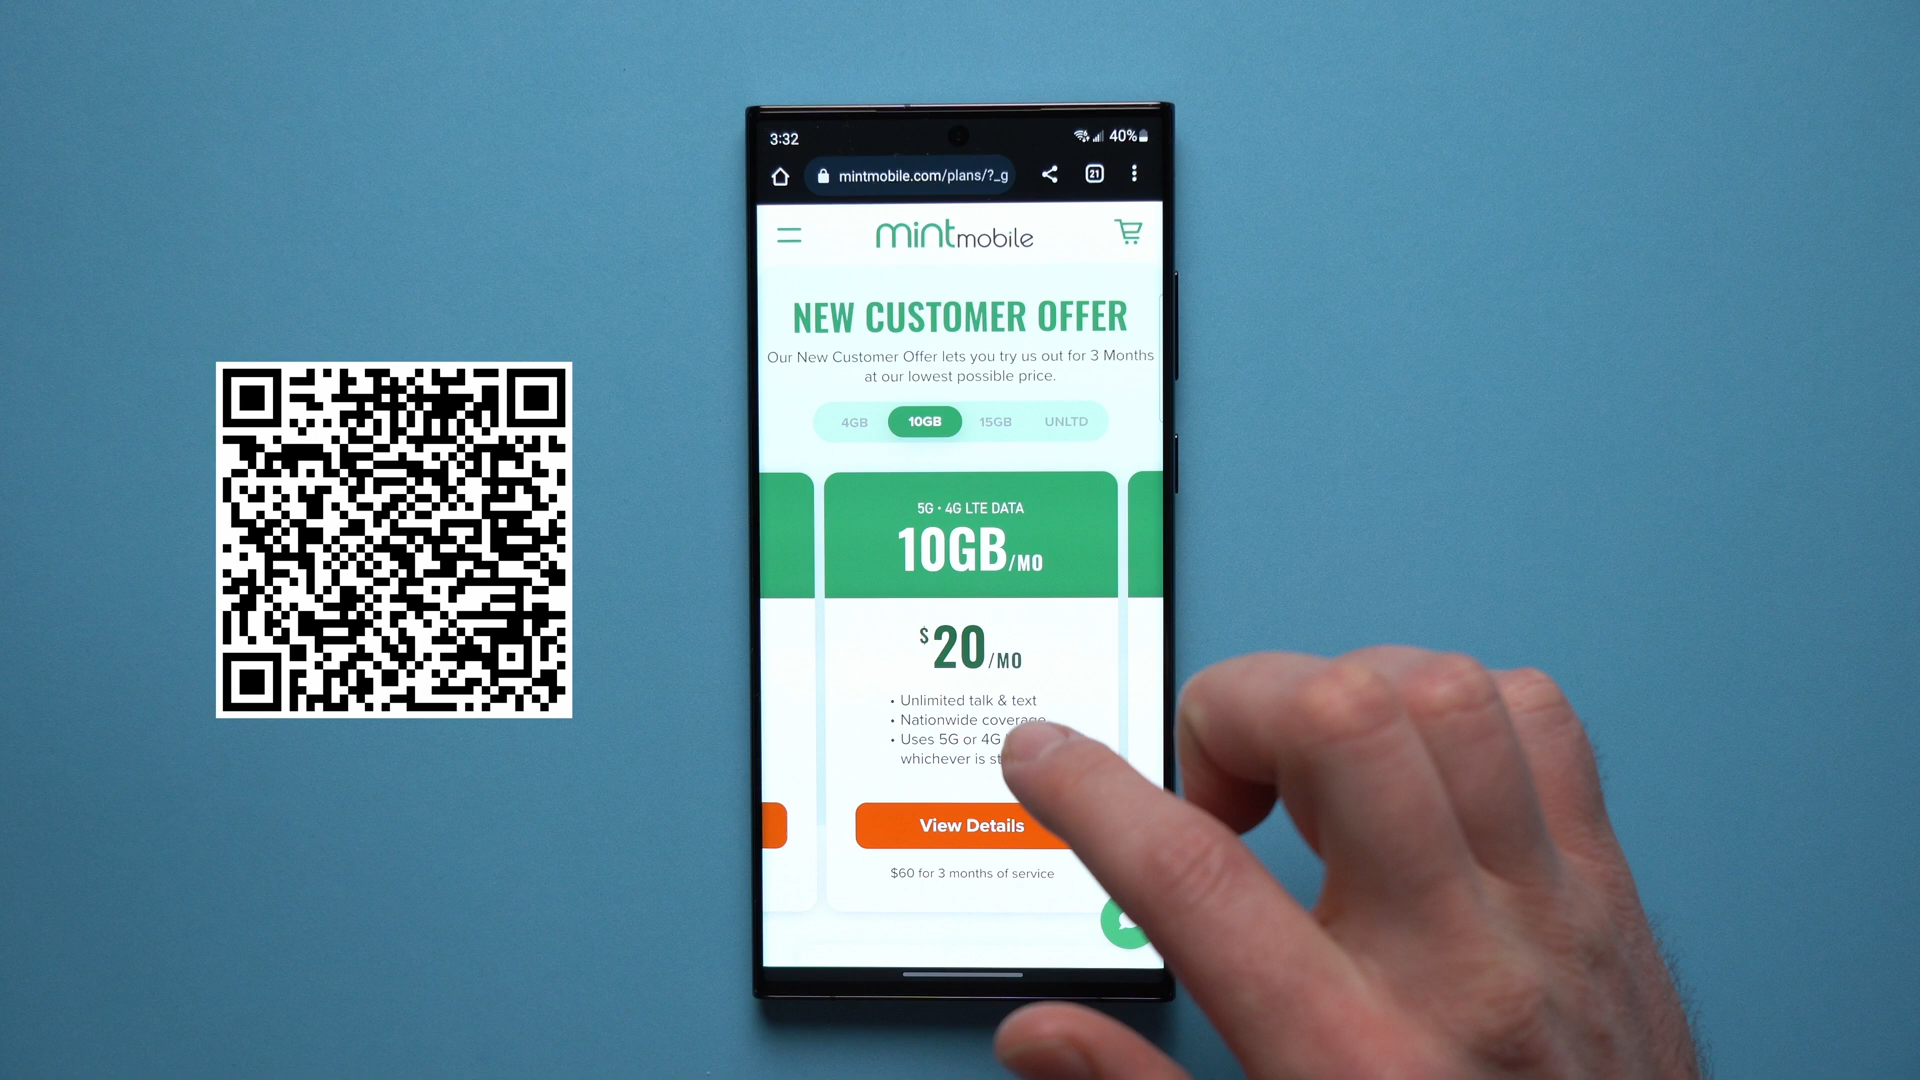 3:32
40%
mintmobile.com/plans/?_g
21
mintmobile
NEW CUSTOMER OFFER
Our New Customer Offer lets you try us out for 3 Months
at our lowest possible price.
4GB 10GB 15GB UNLTD
5G • 4G LTE DATA
10GB/MO
$20/MO
• Unlimited talk & text
• Nationwide coverage
• Uses 5G or 4G
whichever is
View Details
$60 for 3 months of service